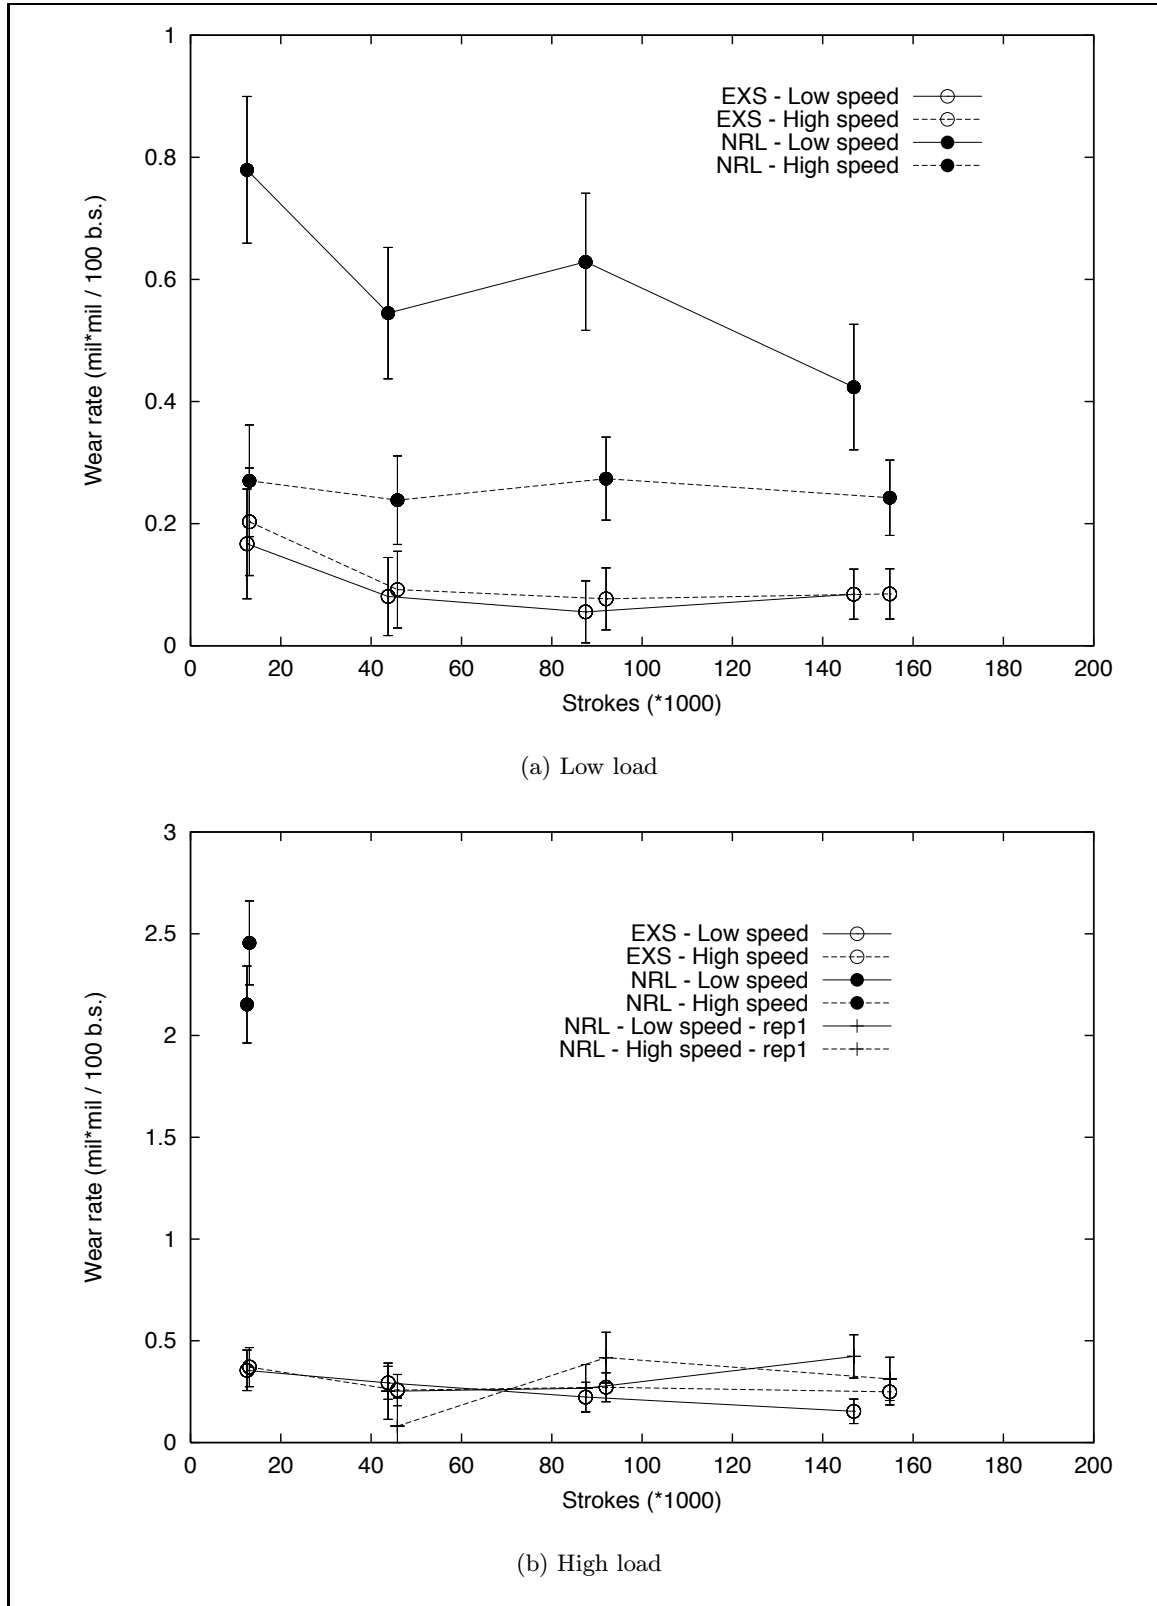 1
0.8
0.6
0.4
0.2
0
Wear rate (mil*mil / 100 b.s.)
EXS - Low speed
EXS - High speed
NRL - Low speed
NRL - High speed
0 20 40 60 80 100 120 140 160 180 200
Strokes (*1000)
(a) Low load
3
2.5
2
1.5
1
0.5
0
Wear rate (mil*mil / 100 b.s.)
EXS - Low speed
EXS - High speed
NRL - Low speed
NRL - High speed
NRL - Low speed - rep1
NRL - High speed - rep1
0 20 40 60 80 100 120 140 160 180 200
Strokes (*1000)
(b) High load